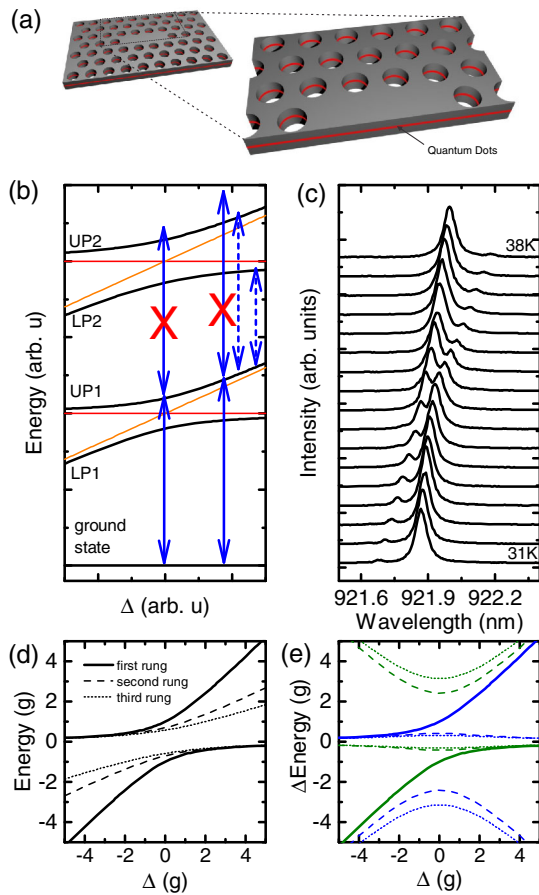 (a)
Quantum Dots
(b)
UP2
LP2
X
X
UP1
LP1
ground
state
Energy (arb. u)
Δ (arb. u)
(c)
38K
31K
Intensity (arb. units)
921.6 921.9 922.2
Wavelength (nm)
(d)
4
2
0
-2
-4
first rung
second rung
third rung
Energy (g)
-4 -2 0 2 4
Δ (g)
(e)
4
2
0
-2
-4
ΔEnergy (g)
-4 -2 0 2 4
Δ (g)